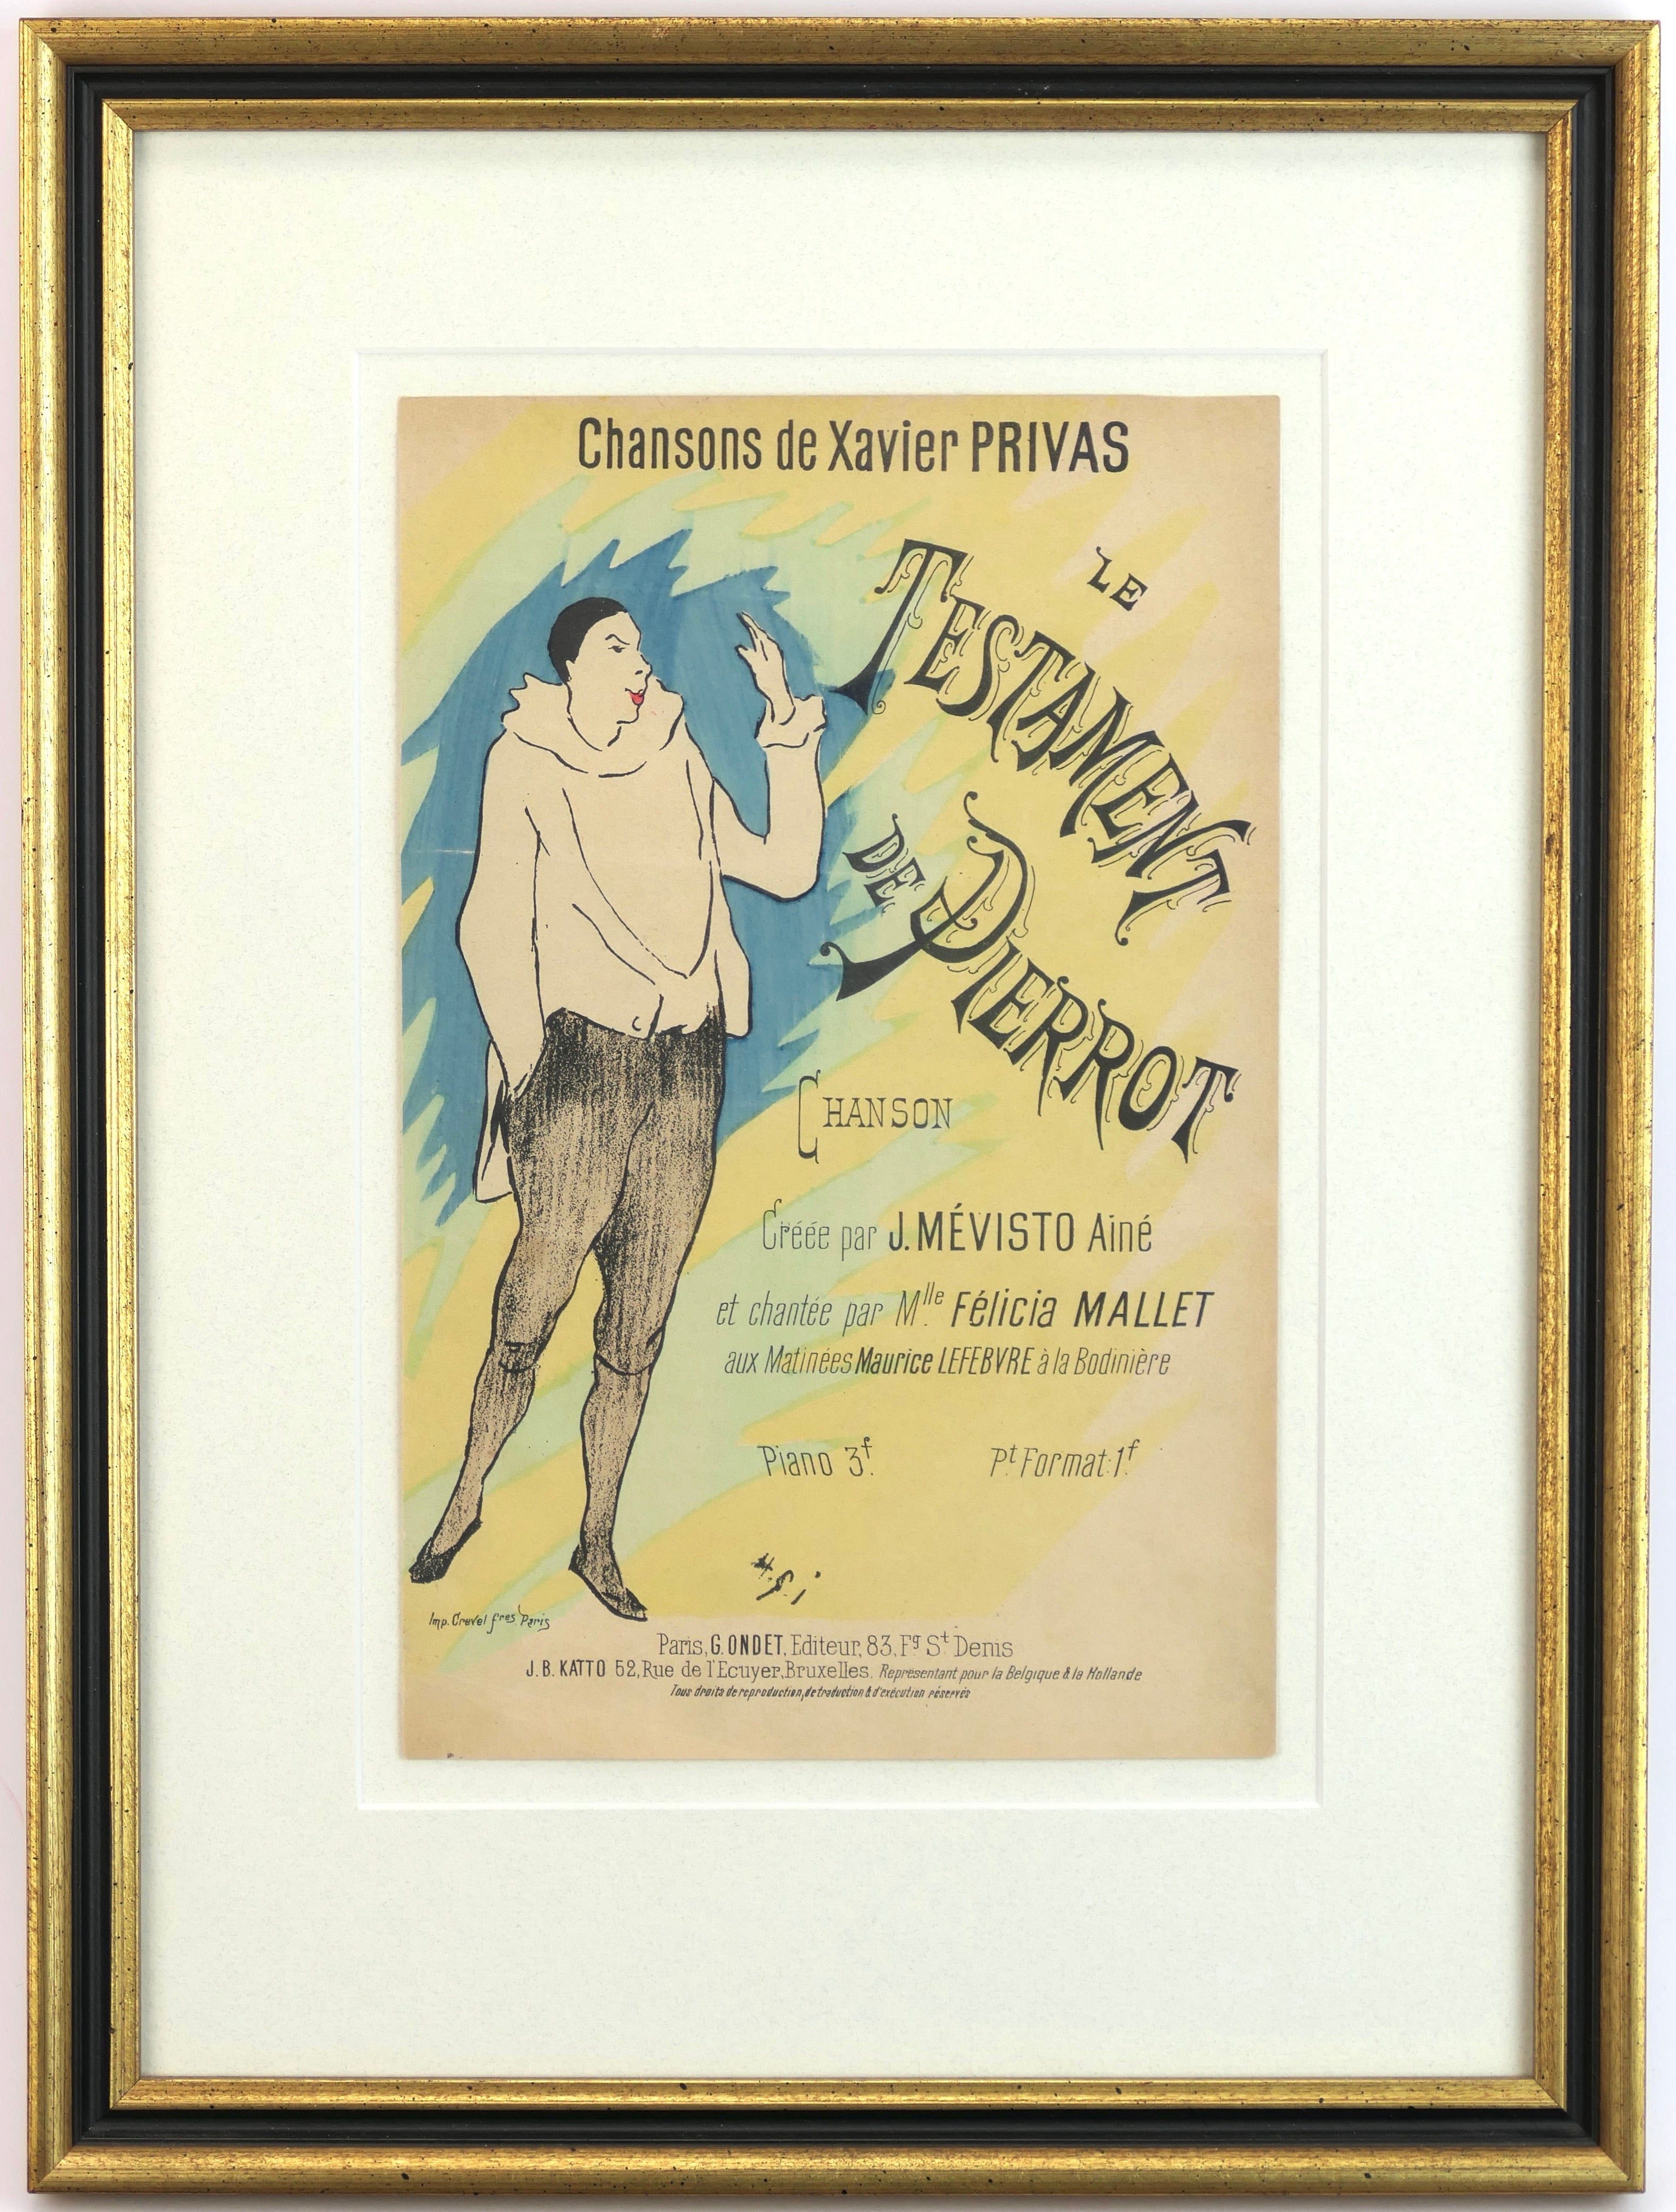 Chansons de Xavier PRIVAS
LE
TESTAMENT
DE PIERROT
CHANSON
Créée par J. MÉVISTO Ainé
et chantée par Mlle Félicia MALLET
aux Matinées Maurice LEFEBVRE à la Bodinière
Piano 3f. Pt Format: 1f.
H.G.i
Imp. Crevel fres Paris
Paris, G. ONDET, Editeur, 83, Fg St Denis
J. B. KATTO 52, Rue de l'Ecuyer, Bruxelles, Représentant pour la Belgique & la Hollande
Tous droits de reproduction, de traduction & d'exécution réservés